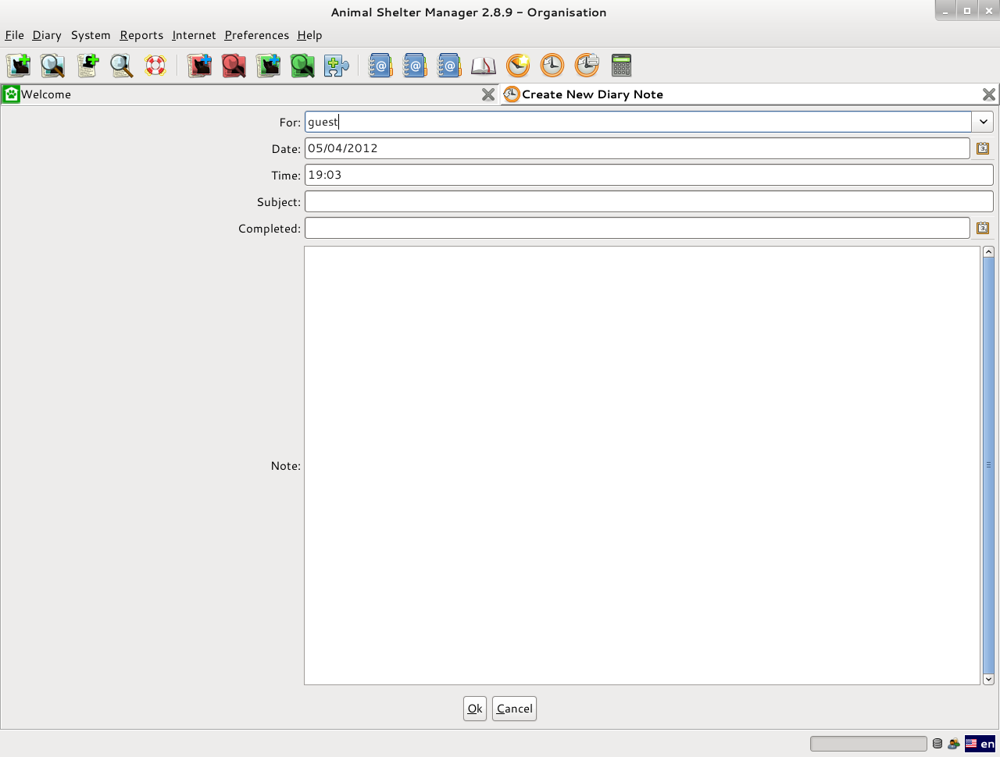 Animal Shelter Manager 2.8.9 - Organisation
File Diary System Reports Internet Preferences Help
Welcome
Create New Diary Note
For: guest
Date: 05/04/2012
Time: 19:03
Subject:
Completed:
Note:
Ok Cancel
en